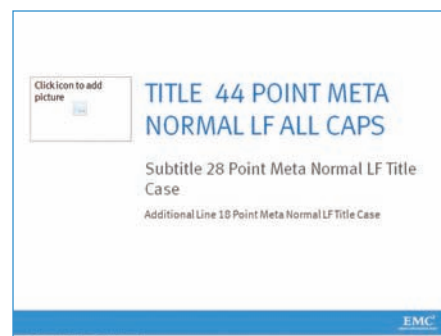 Click icon to add
picture
TITLE 44 POINT META
NORMAL LF ALL CAPS
Subtitle 28 Point Meta Normal LF Title
Case
Additional Line 18 Point Meta Normal LF Title Case
EMC²